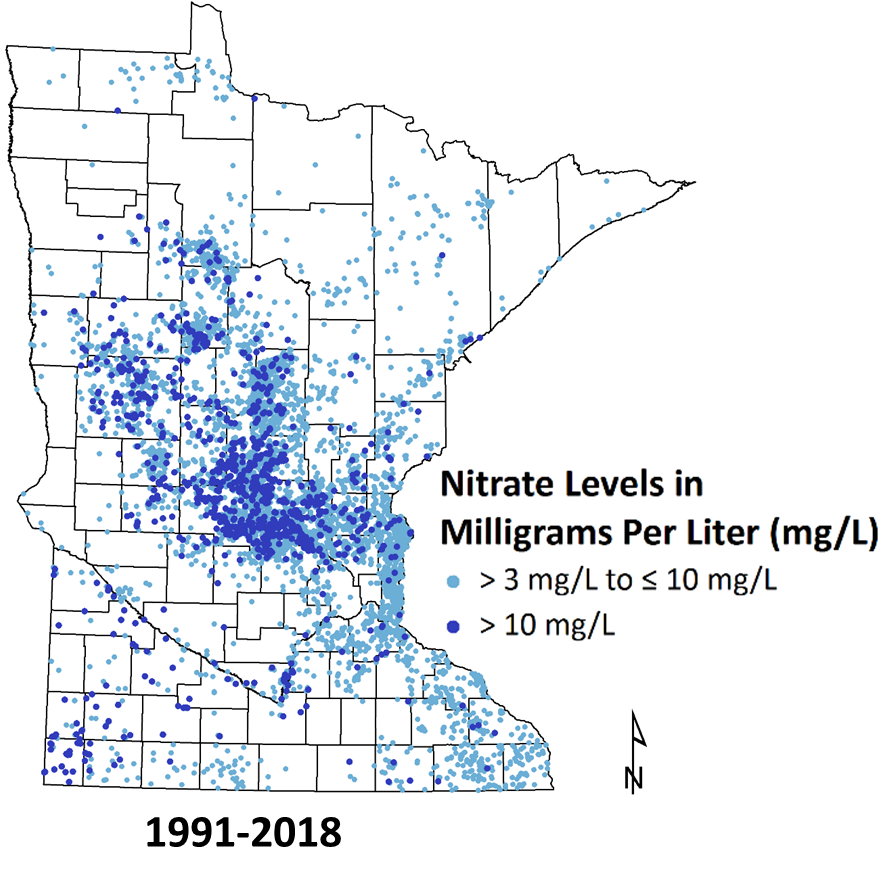 Nitrate Levels in
Milligrams Per Liter (mg/L)
> 3 mg/L to ≤ 10 mg/L
> 10 mg/L
N
1991-2018